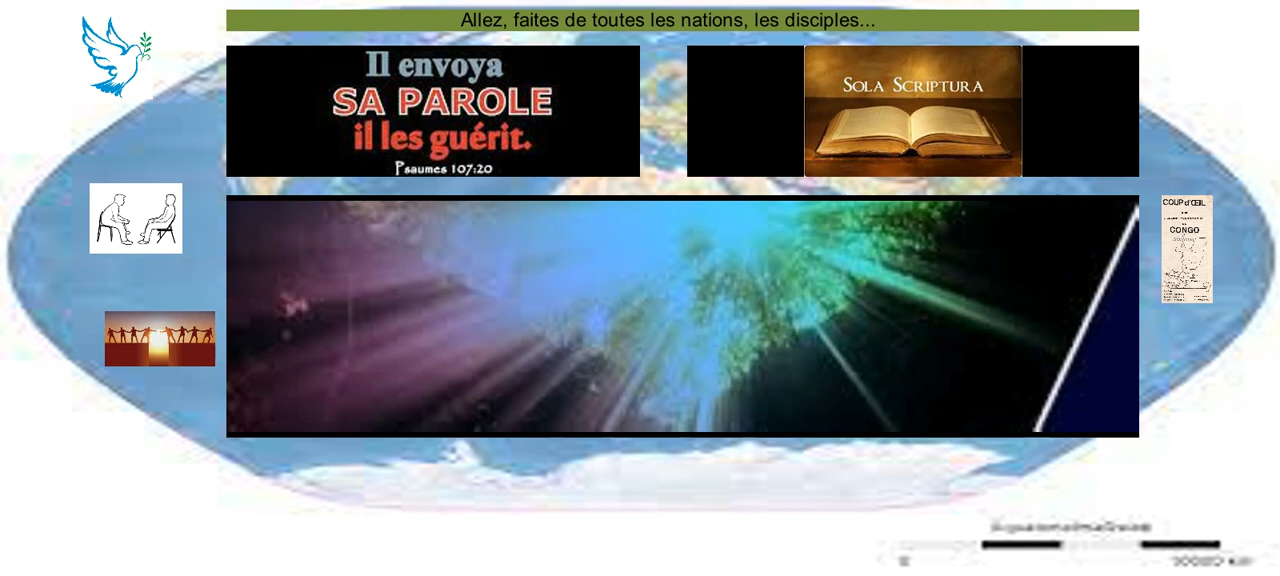 Allez, faites de toutes les nations, les disciples...
Il envoya
SA PAROLE
il les guérit.
Psaumes 107:20
SOLA SCRIPTURA
COUP d'ŒIL
CONGO